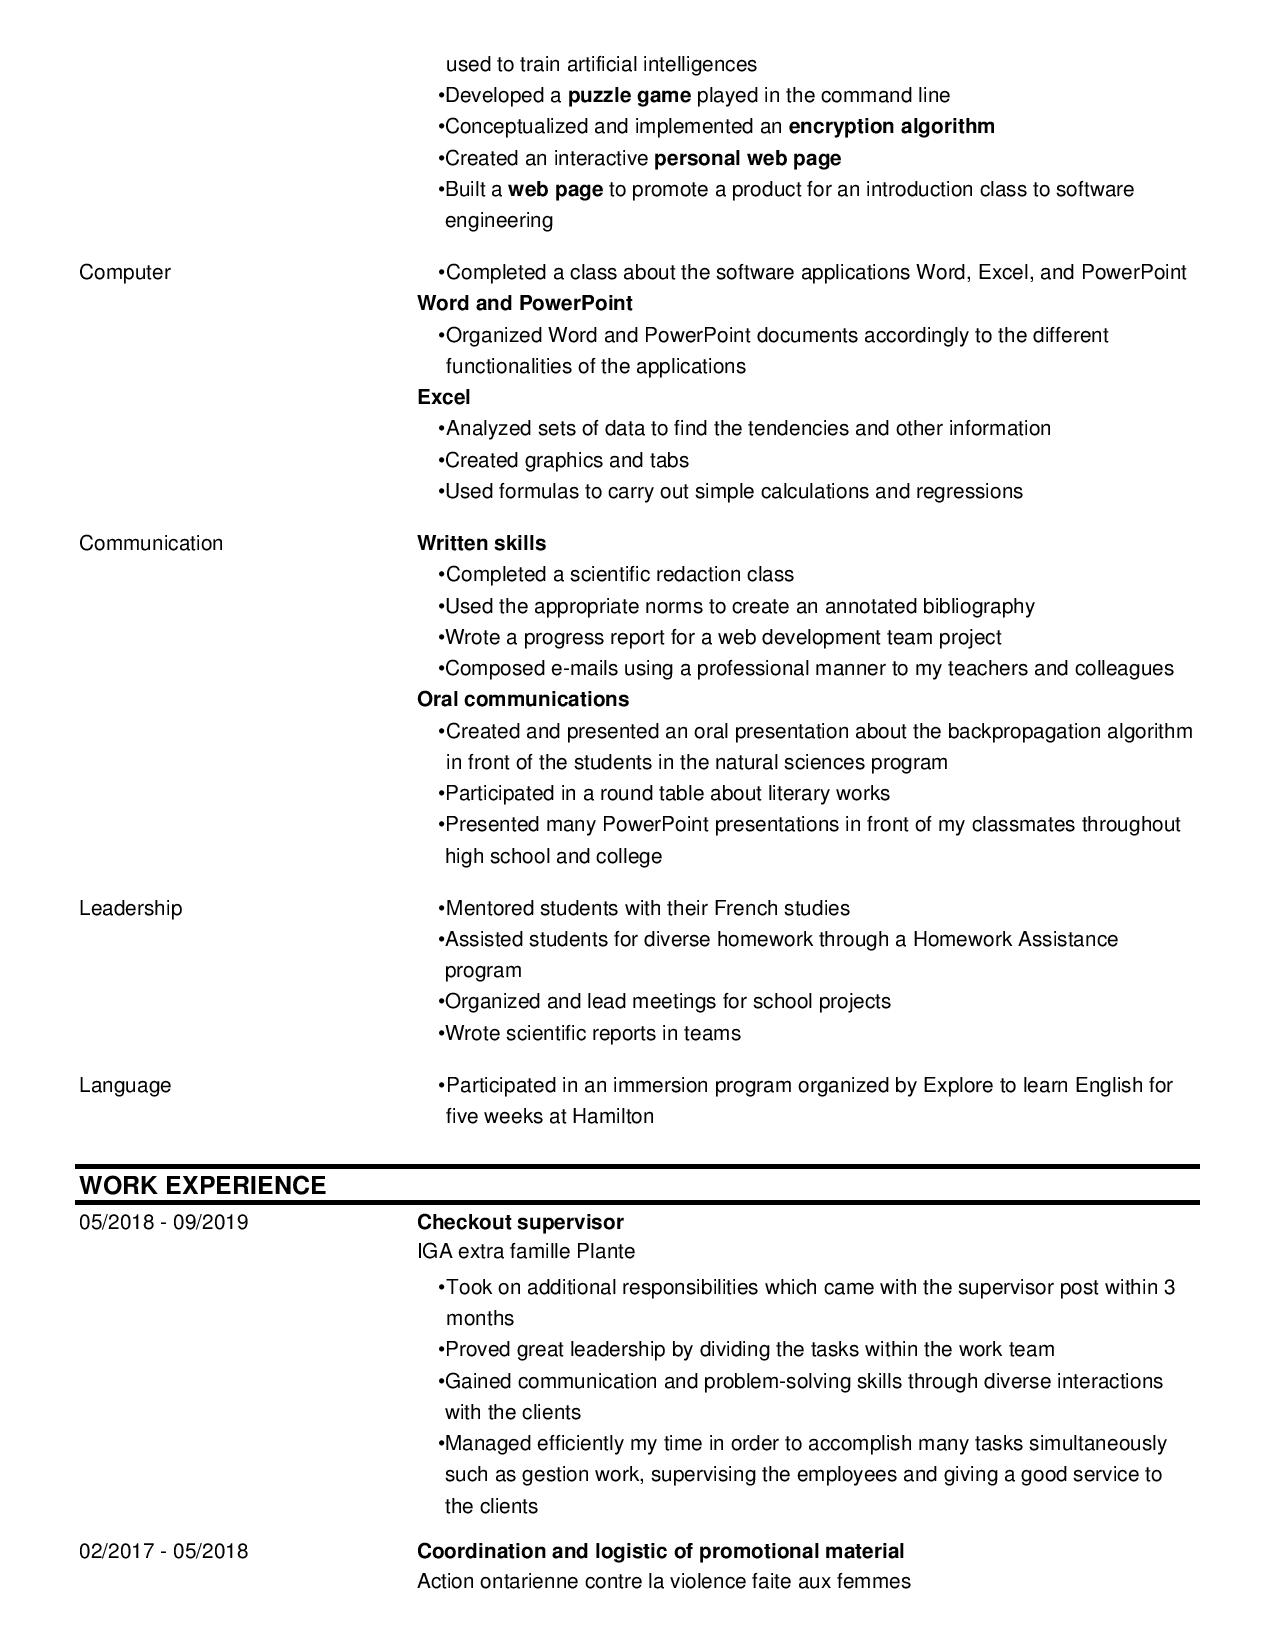 used to train artificial intelligences
•Developed a puzzle game played in the command line
•Conceptualized and implemented an encryption algorithm
•Created an interactive personal web page
•Built a web page to promote a product for an introduction class to software
engineering
Computer
•Completed a class about the software applications Word, Excel, and PowerPoint
Word and PowerPoint
•Organized Word and PowerPoint documents accordingly to the different
functionalities of the applications
Excel
•Analyzed sets of data to find the tendencies and other information
•Created graphics and tabs
•Used formulas to carry out simple calculations and regressions
Communication
Written skills
•Completed a scientific redaction class
•Used the appropriate norms to create an annotated bibliography
•Wrote a progress report for a web development team project
•Composed e-mails using a professional manner to my teachers and colleagues
Oral communications
•Created and presented an oral presentation about the backpropagation algorithm
in front of the students in the natural sciences program
•Participated in a round table about literary works
•Presented many PowerPoint presentations in front of my classmates throughout
high school and college
Leadership
•Mentored students with their French studies
•Assisted students for diverse homework through a Homework Assistance
program
•Organized and lead meetings for school projects
•Wrote scientific reports in teams
Language
•Participated in an immersion program organized by Explore to learn English for
five weeks at Hamilton
WORK EXPERIENCE
05/2018 - 09/2019
Checkout supervisor
IGA extra famille Plante
•Took on additional responsibilities which came with the supervisor post within 3
months
•Proved great leadership by dividing the tasks within the work team
•Gained communication and problem-solving skills through diverse interactions
with the clients
•Managed efficiently my time in order to accomplish many tasks simultaneously
such as gestion work, supervising the employees and giving a good service to
the clients
02/2017 - 05/2018
Coordination and logistic of promotional material
Action ontarienne contre la violence faite aux femmes